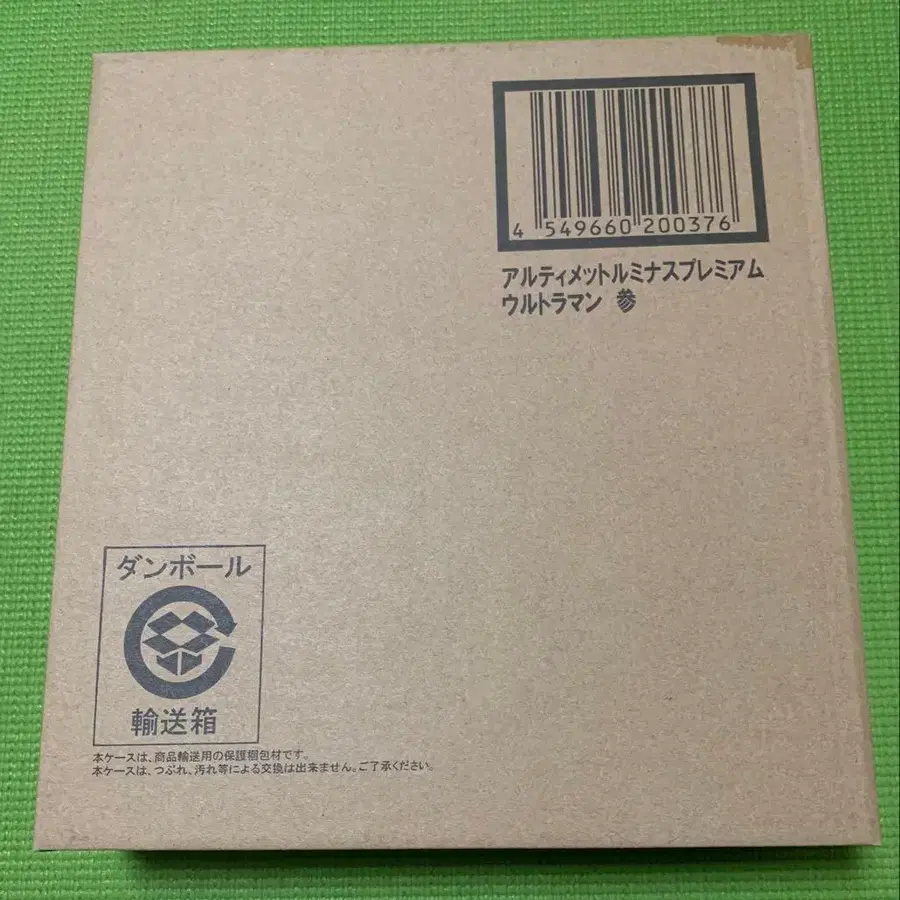 4 549660 200376
アルティメットルミナスプレミアム
ウルトラマン 参
ダンボール
輸送箱
本ケースは、商品輸送用の保護梱包材です。
本ケースは、つぶれ、汚れ等による交換は出来ません。ご了承ください。